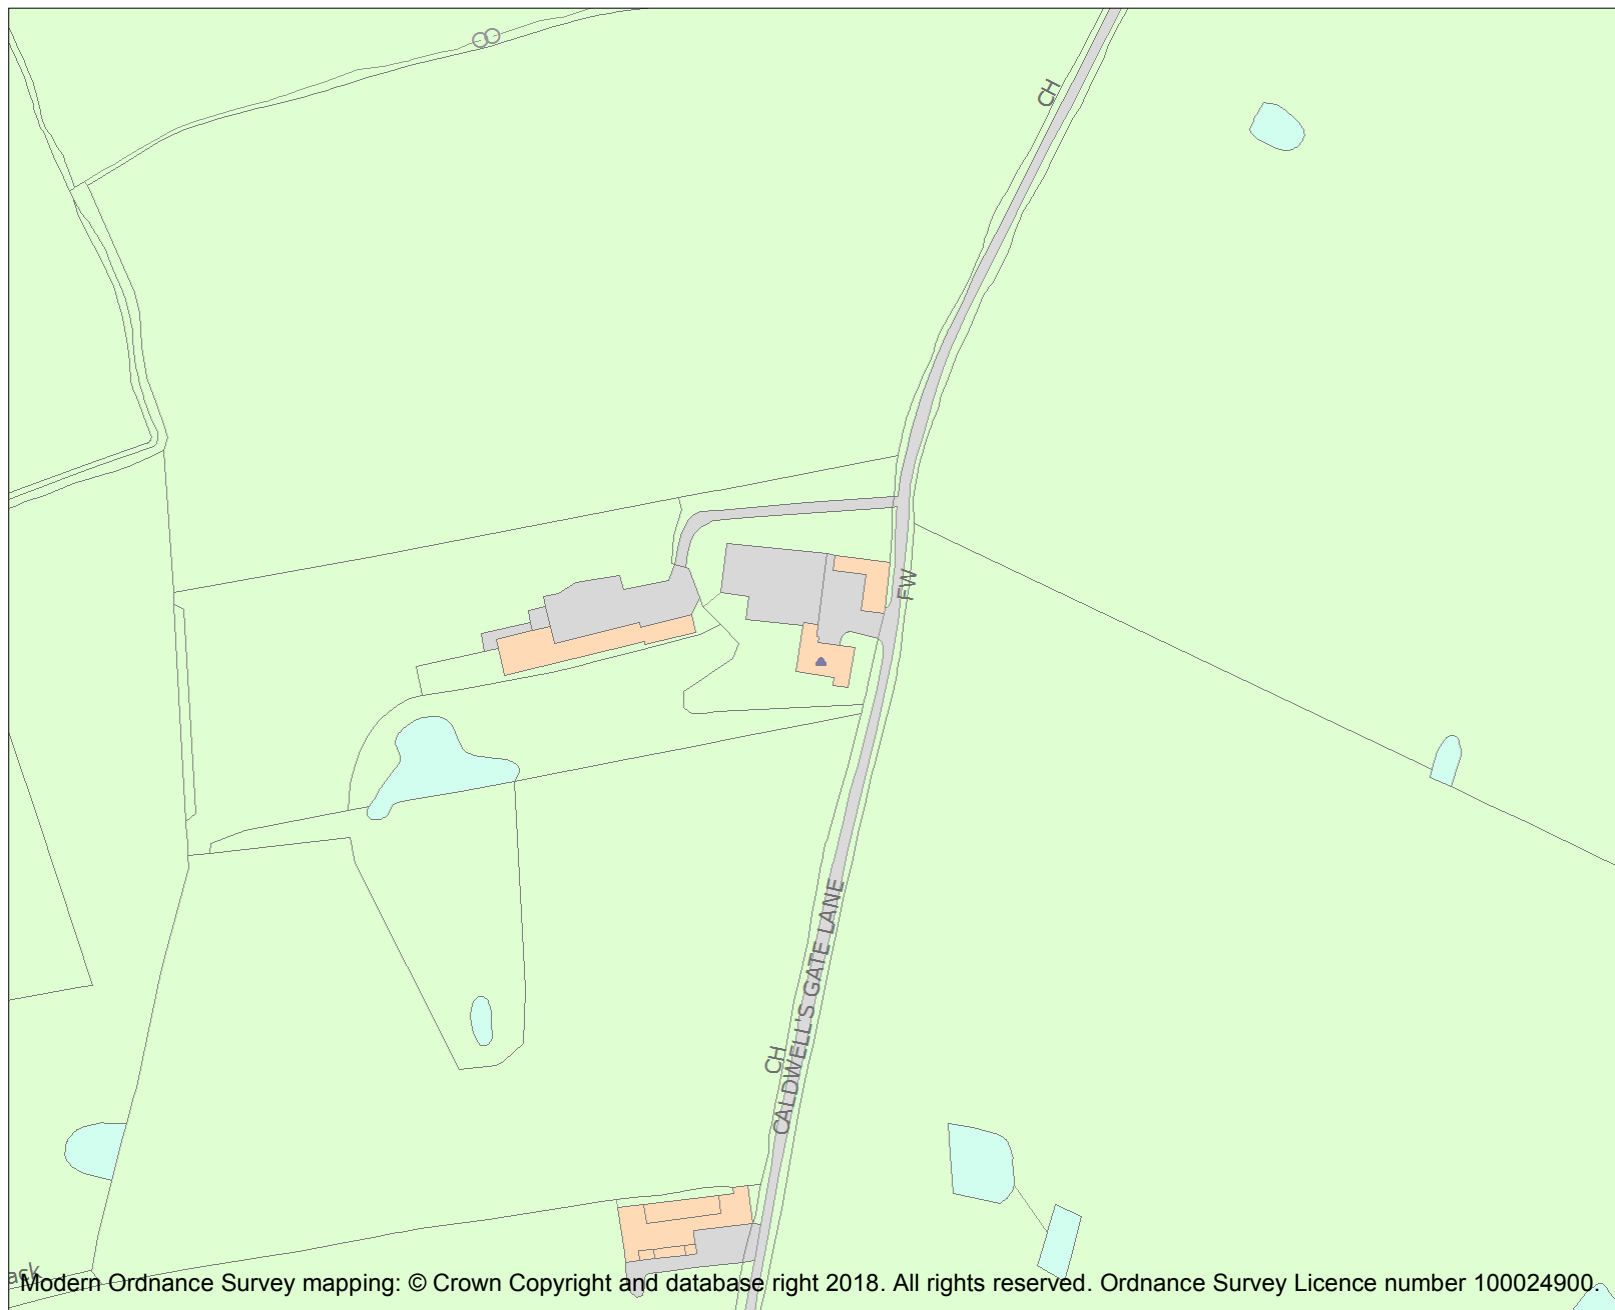 CH
FW
CALDWELL'S GATE LANE
CH
ack
Modern Ordnance Survey mapping: © Crown Copyright and database right 2018. All rights reserved. Ordnance Survey Licence number 100024900.